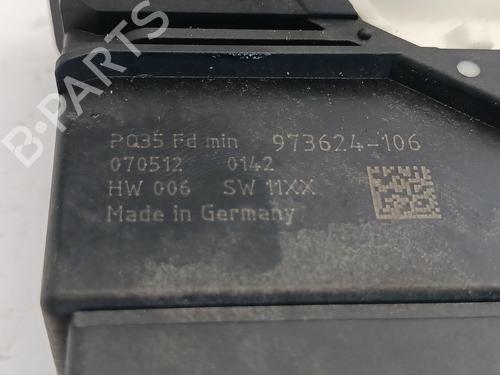 B-PARTS
PQ35 Fd min 973624-106
070512 0142
HW 006 SW 11XX
Made in Germany